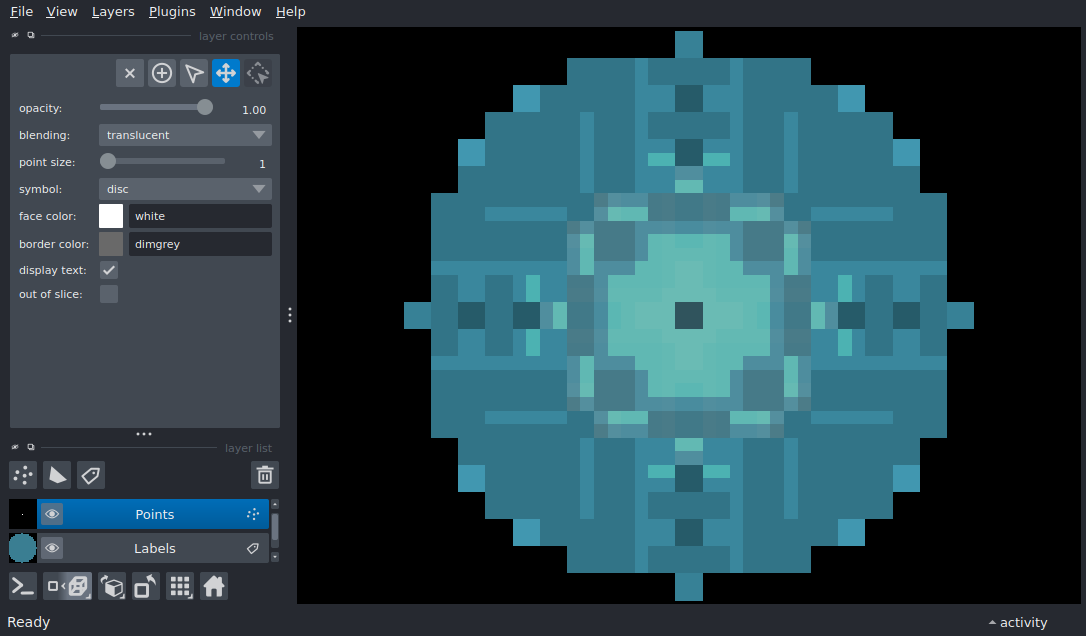 File View Layers Plugins Window Help
layer controls
opacity: 1.00
blending: translucent
point size: 1
symbol: disc
face color: white
border color: dimgrey
display text:
out of slice:
layer list
Points
Labels
Ready activity